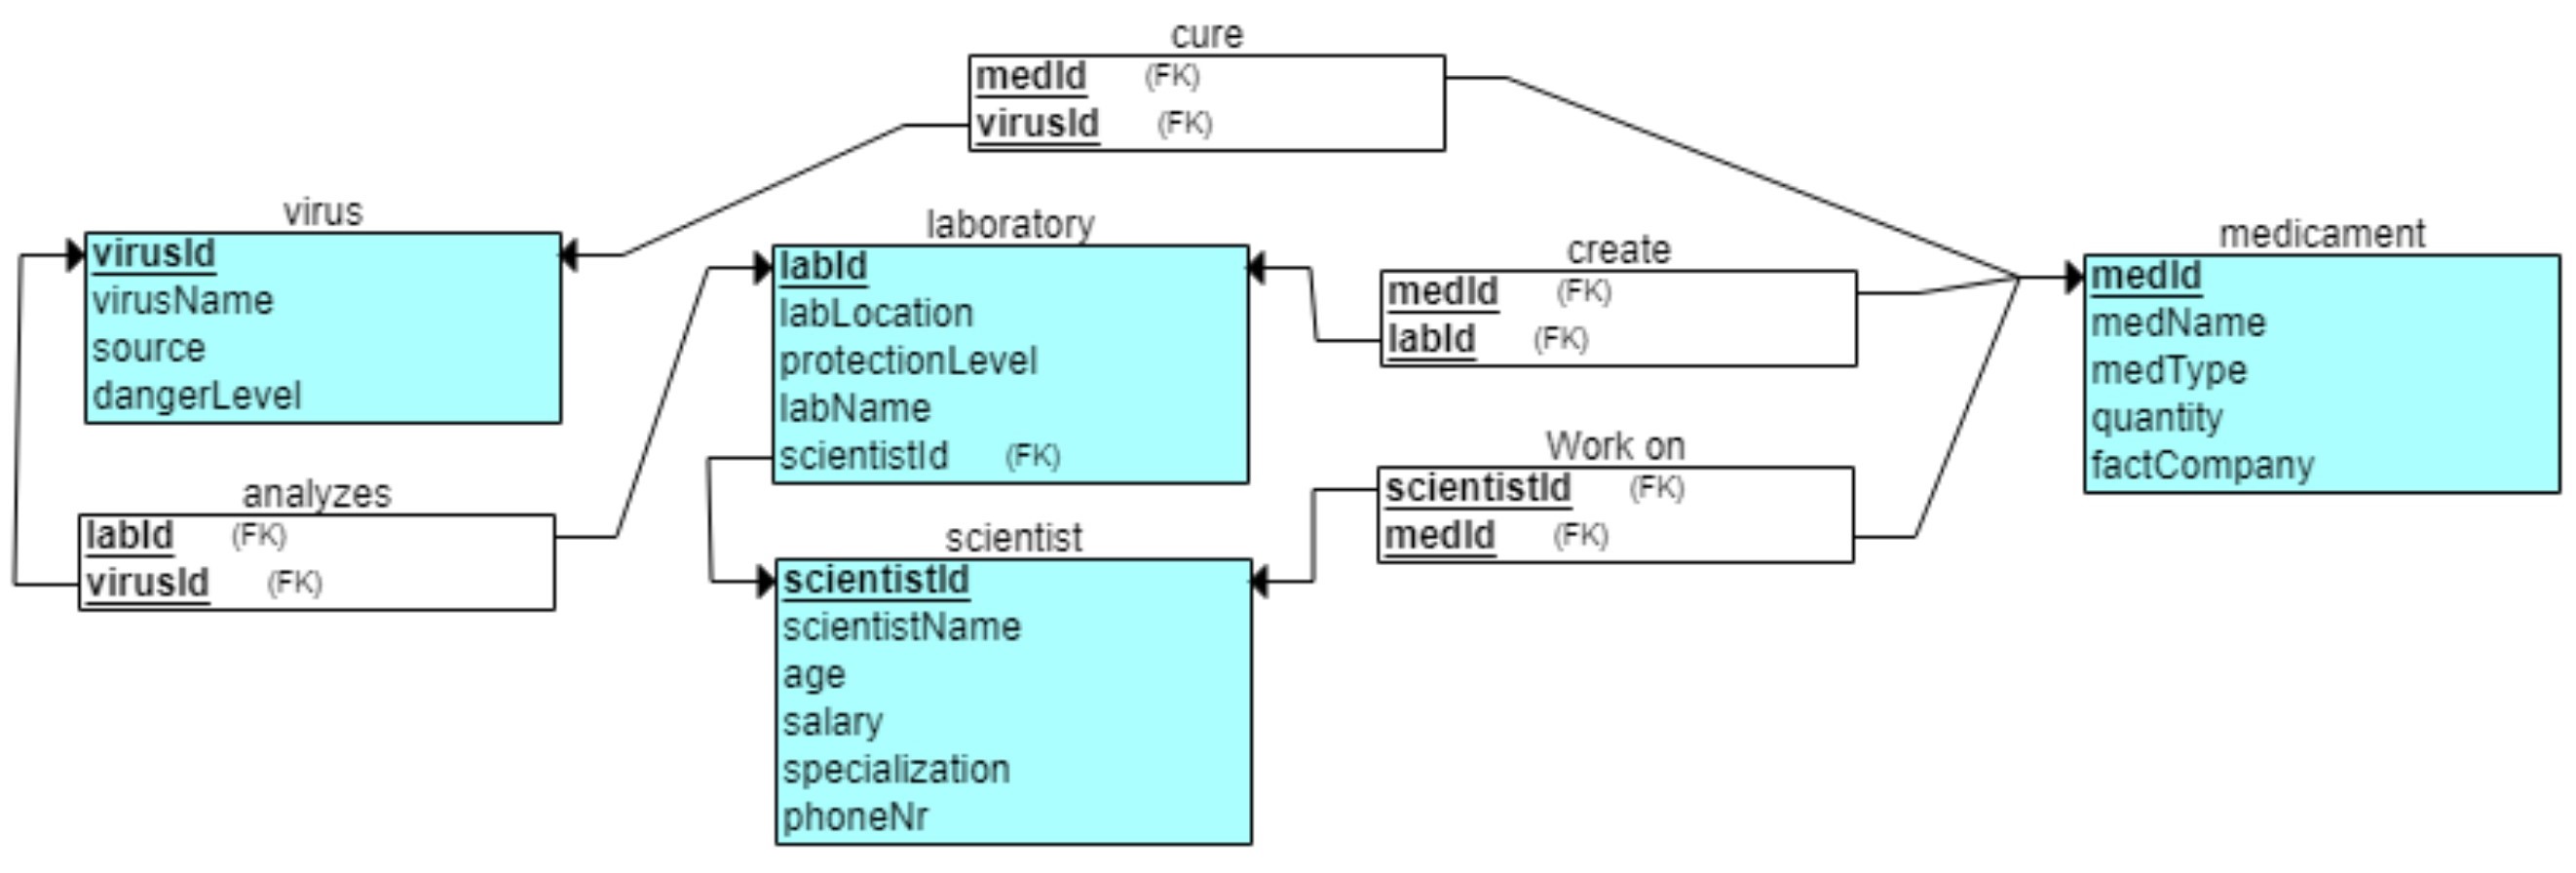 cure
medId (FK)
virusId (FK)
virus
virusId
virusName
source
dangerLevel
laboratory
labId
labLocation
protectionLevel
labName
scientistId (FK)
create
medId (FK)
labId (FK)
medicament
medId
medName
medType
quantity
factCompany
analyzes
labId (FK)
virusId (FK)
Work on
scientistId (FK)
medId (FK)
scientist
scientistId
scientistName
age
salary
specialization
phoneNr